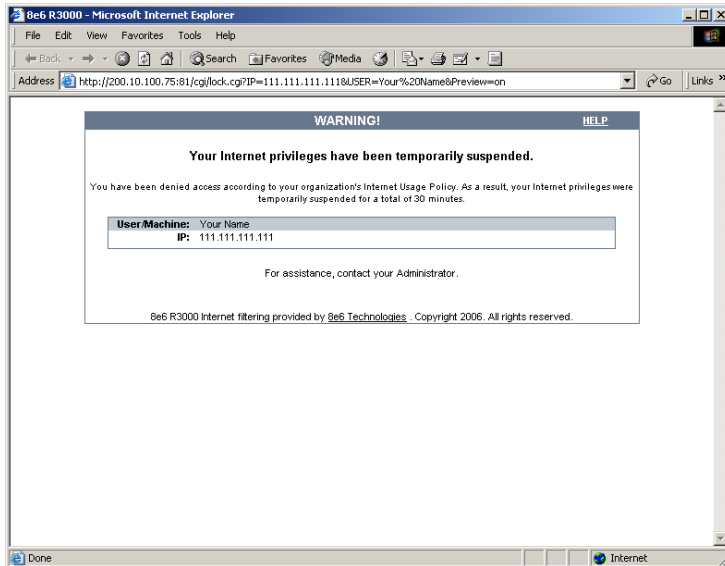 8e6 R3000 - Microsoft Internet Explorer
File Edit View Favorites Tools Help
Back Search Favorites Media
Address http://200.10.100.75:81/cgi/lock.cgi?IP=111.111.111.111&USER=Your%20Name&Preview=on Go Links »
WARNING! HELP
Your Internet privileges have been temporarily suspended.
You have been denied access according to your organization's Internet Usage Policy. As a result, your Internet privileges were
temporarily suspended for a total of 30 minutes.
User/Machine: Your Name
IP: 111.111.111.111
For assistance, contact your Administrator.
8e6 R3000 Internet filtering provided by 8e6 Technologies . Copyright 2006. All rights reserved.
Done Internet